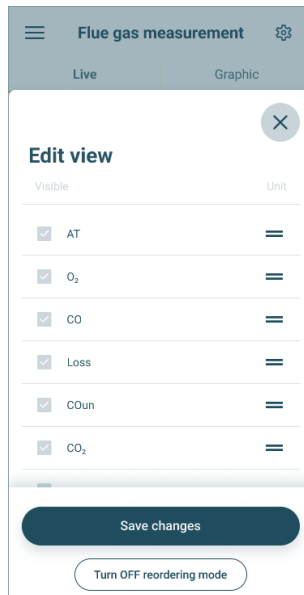 Flue gas measurement
Live Graphic
Edit view
Visible Unit
AT
O₂
CO
Loss
COun
CO₂
Save changes
Turn OFF reordering mode